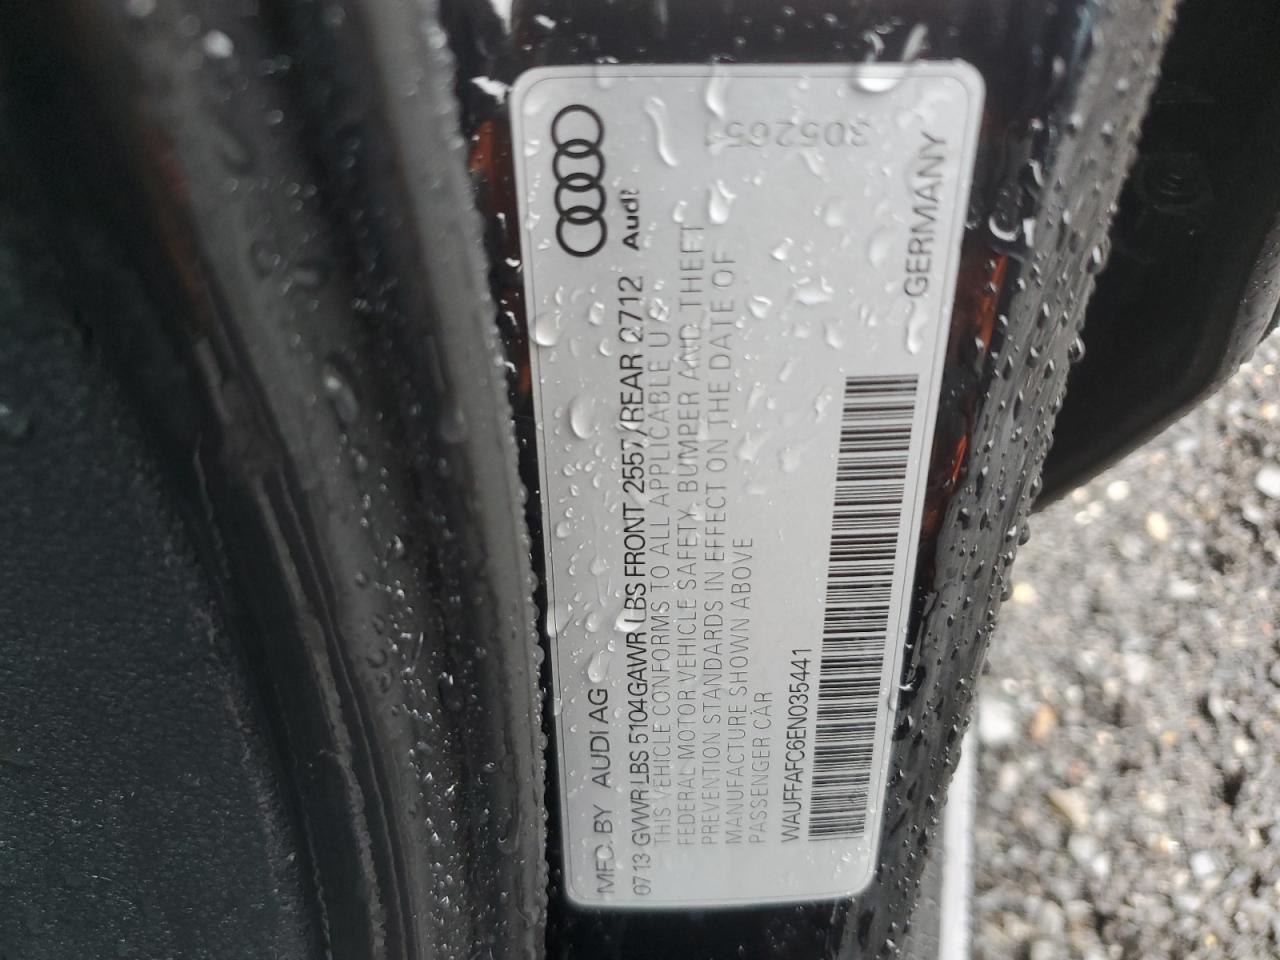 MFD. BY AUDI AG
Audi
07 13 GVWR LBS 5104 GAWR LBS FRONT 2557/REAR 2712
THIS VEHICLE CONFORMS TO ALL APPLICABLE U.S.
FEDERAL MOTOR VEHICLE SAFETY, BUMPER AND THEFT
PREVENTION STANDARDS IN EFFECT ON THE DATE OF
MANUFACTURE SHOWN ABOVE
PASSENGER CAR
WAUFFAFC6EN035441
GERMANY
3052651